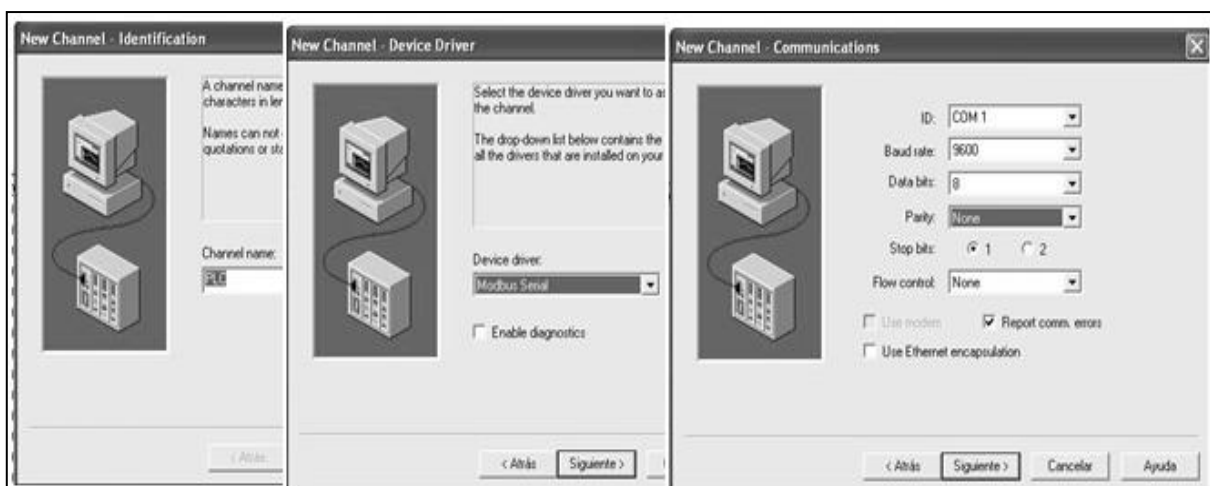 New Channel - Identification
A channel name
characters in len
Names can not
quotations or sta
Channel name:
PLC
< Atrás
New Channel - Device Driver
Select the device driver you want to as
the channel.
The drop-down list below contains the
all the drivers that are installed on your
Device driver:
Modbus Serial
Enable diagnostics
< Atrás
Siguiente >
New Channel - Communications
ID: COM 1
Baud rate: 9600
Data bits: 8
Parity: None
Stop bits: 1 2
Flow control: None
Use modem Report comm. errors
Use Ethernet encapsulation
< Atrás Siguiente > Cancelar Ayuda